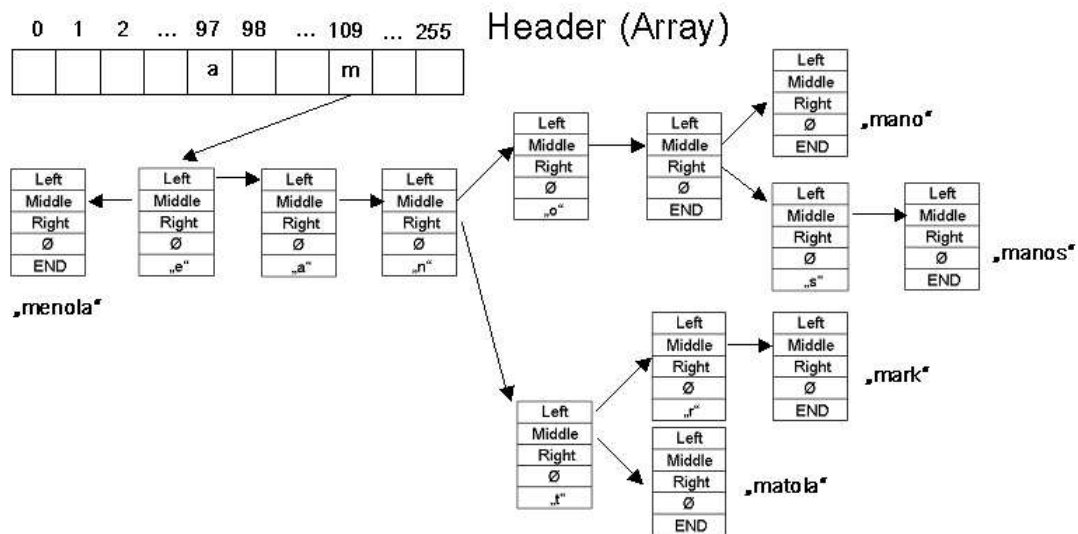 Header (Array)
0 1 2 ... 97 98 ... 109 ... 255
a m
Left
Middle
Right
Ø
END
„menola“
Left
Middle
Right
Ø
„e“
Left
Middle
Right
Ø
„a“
Left
Middle
Right
Ø
„n“
Left
Middle
Right
Ø
„o“
Left
Middle
Right
Ø
END
Left
Middle
Right
Ø
END
„mano“
Left
Middle
Right
Ø
„s“
Left
Middle
Right
Ø
END
„manos“
Left
Middle
Right
Ø
„t“
Left
Middle
Right
Ø
„r“
Left
Middle
Right
Ø
END
„mark“
Left
Middle
Right
Ø
END
„matola“